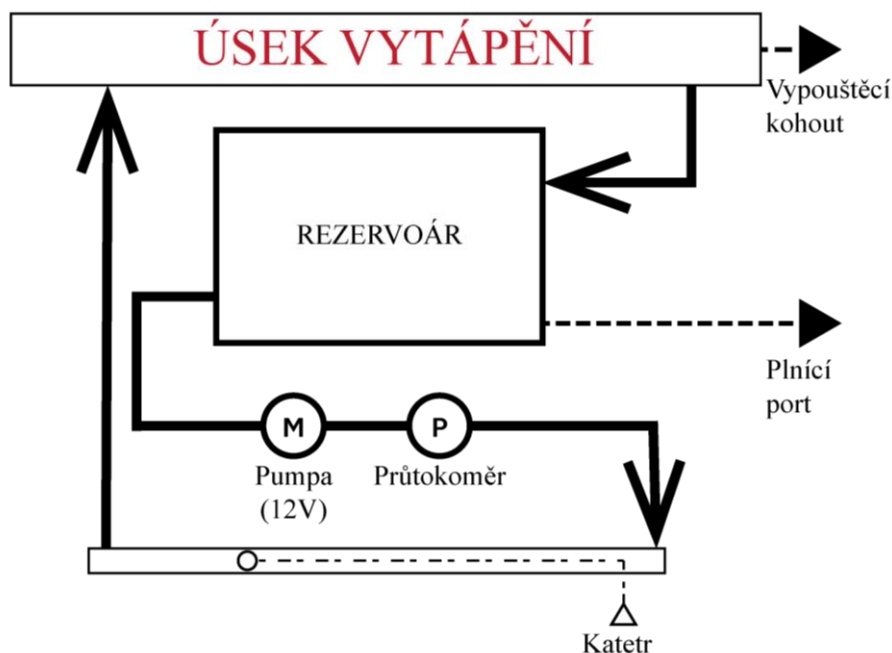 ÚSEK VYTÁPĚNÍ
Vypouštěcí
kohout
REZERVOÁR
Plnící
port
M
P
Pumpa
(12V)
Průtokoměr
Katetr